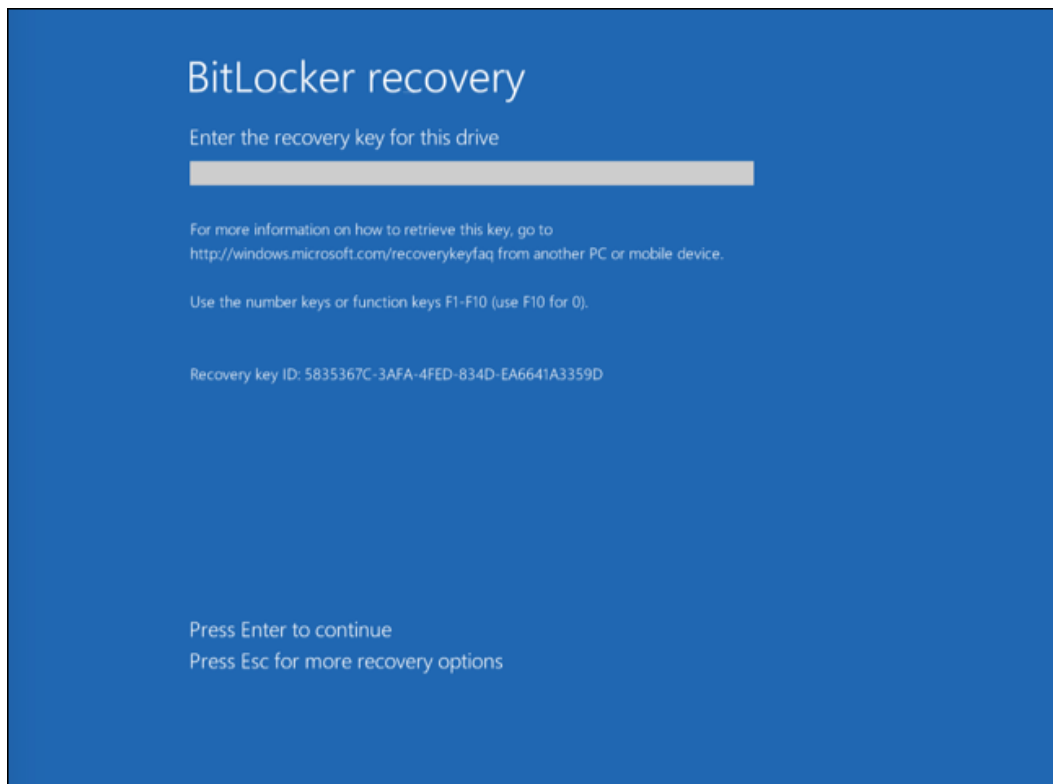 BitLocker recovery
Enter the recovery key for this drive
For more information on how to retrieve this key, go to
http://windows.microsoft.com/recoverykeyfaq from another PC or mobile device.
Use the number keys or function keys F1-F10 (use F10 for 0).
Recovery key ID: 5835367C-3AFA-4FED-834D-EA6641A3359D
Press Enter to continue
Press Esc for more recovery options